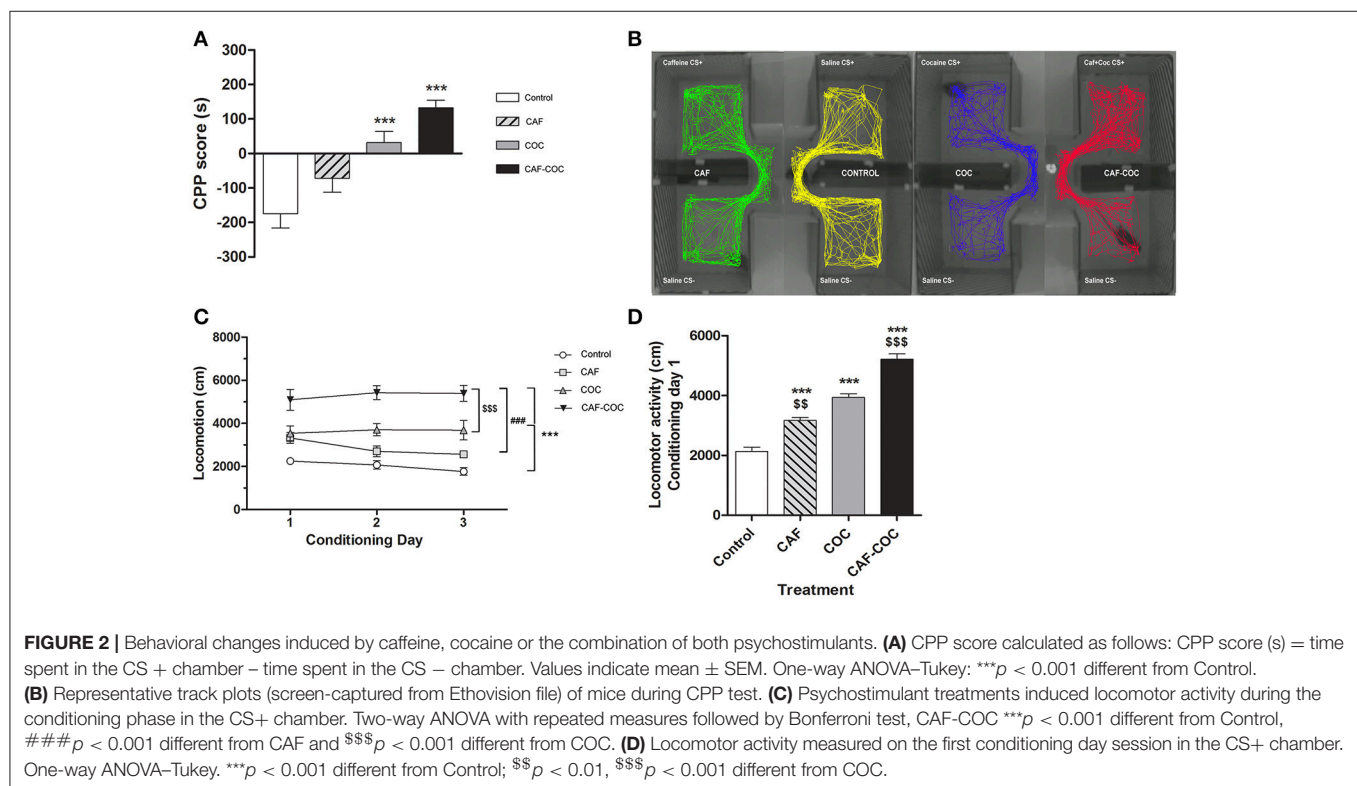 A
300
200
100
0
-100
-200
-300
CPP score (s)
***
***
Control
CAF
COC
CAF-COC
B
Caffeine CS+
Saline CS+
Cocaine CS+
Caf+Coc CS+
CAF
CONTROL
COC
CAF-COC
Saline CS-
Saline CS-
Saline CS-
Saline CS-
C
8000
6000
4000
2000
0
Locomotion (cm)
1 2 3
Conditioning Day
Control
CAF
COC
CAF-COC
$$$
###
***
D
6000
4000
2000
0
Locomotor activity (cm)
Conditioning day 1
***
$$
***
***
$$$
Control
CAF
COC
CAF-COC
Treatment
FIGURE 2 | Behavioral changes induced by caffeine, cocaine or the combination of both psychostimulants. (A) CPP score calculated as follows: CPP score (s) = time
spent in the CS + chamber – time spent in the CS – chamber. Values indicate mean ± SEM. One-way ANOVA–Tukey: ***p < 0.001 different from Control.
(B) Representative track plots (screen-captured from Ethovision file) of mice during CPP test. (C) Psychostimulant treatments induced locomotor activity during the
conditioning phase in the CS+ chamber. Two-way ANOVA with repeated measures followed by Bonferroni test, CAF-COC ***p < 0.001 different from Control,
###p < 0.001 different from CAF and $$$p < 0.001 different from COC. (D) Locomotor activity measured on the first conditioning day session in the CS+ chamber.
One-way ANOVA–Tukey. ***p < 0.001 different from Control; $$p < 0.01, $$$p < 0.001 different from COC.